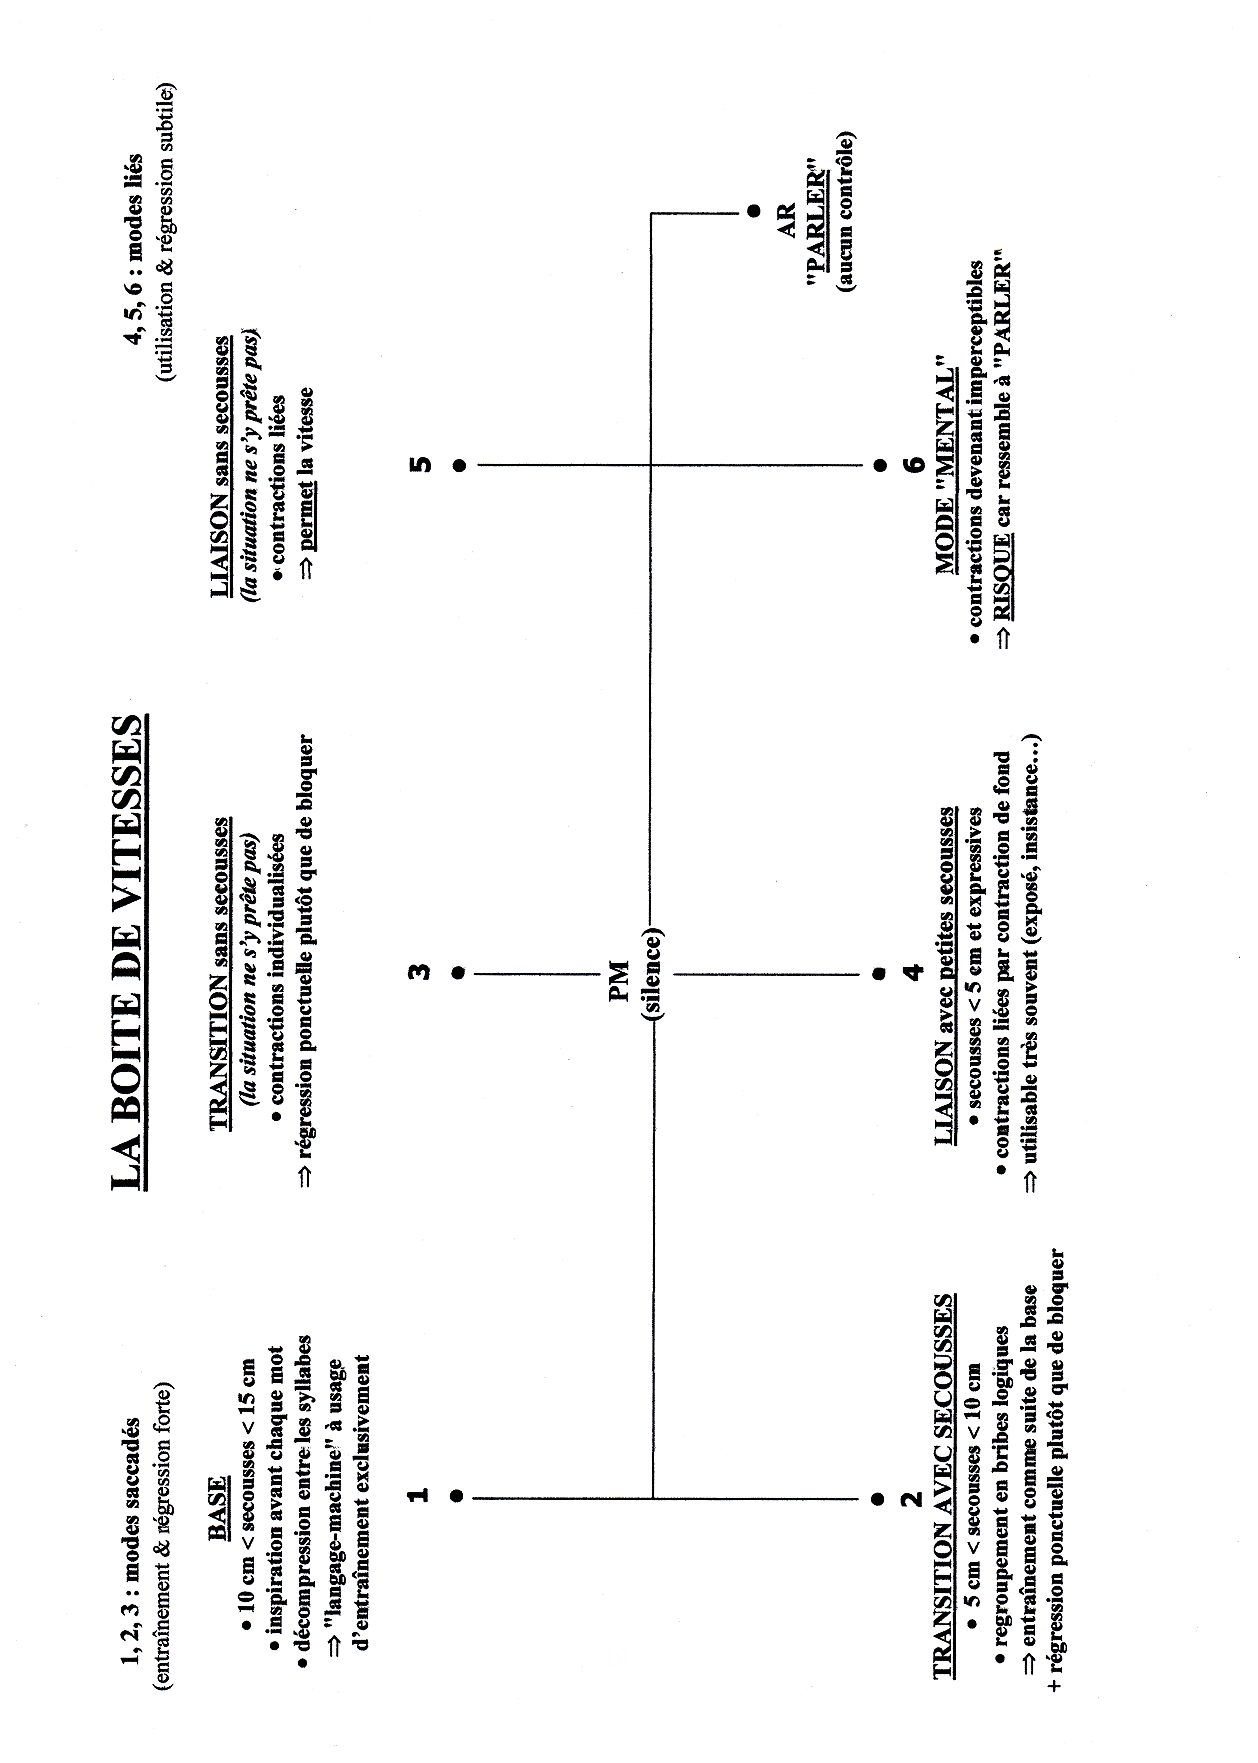 LA BOITE DE VITESSES
1, 2, 3 : modes saccadés
(entraînement & régression forte)
4, 5, 6 : modes liés
(utilisation & régression subtile)
BASE
• 10 cm < secousses < 15 cm
• inspiration avant chaque mot
• décompression entre les syllabes
⇒ "langage-machine" à usage
d'entraînement exclusivement
TRANSITION sans secousses
(la situation ne s'y prête pas)
• contractions individualisées
⇒ régression ponctuelle plutôt que de bloquer
LIAISON sans secousses
(la situation ne s'y prête pas)
• contractions liées
⇒ permet la vitesse
1
3
5
PM
(silence)
AR
"PARLER"
(aucun contrôle)
2
4
6
TRANSITION AVEC SECOUSSES
• 5 cm < secousses < 10 cm
• regroupement en bribes logiques
⇒ entraînement comme suite de la base
+ régression ponctuelle plutôt que de bloquer
LIAISON avec petites secousses
• secousses < 5 cm et expressives
• contractions liées par contraction de fond
⇒ utilisable très souvent (exposé, insistance...)
MODE "MENTAL"
• contractions devenant imperceptibles
⇒ RISQUE car ressemble à "PARLER"